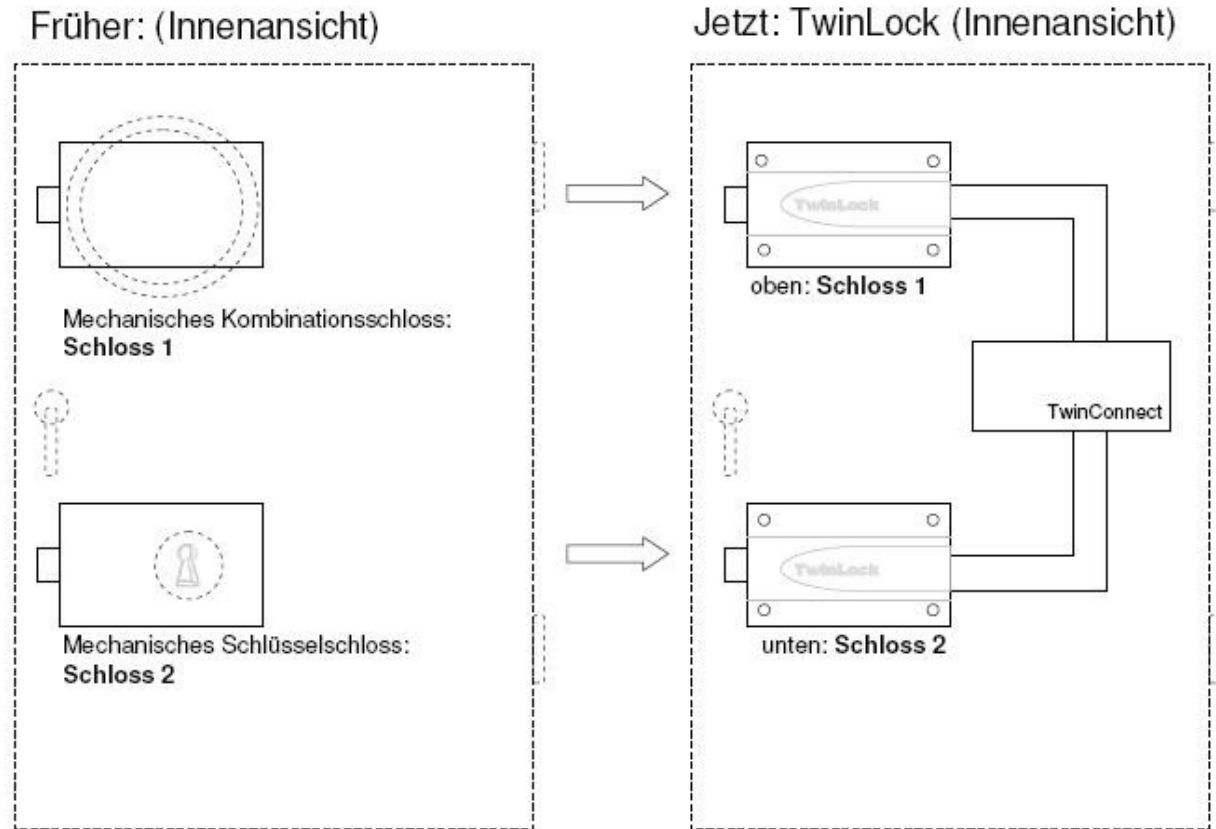 Früher: (Innenansicht)
Mechanisches Kombinationsschloss:
Schloss 1
Mechanisches Schlüsselschloss:
Schloss 2
Jetzt: TwinLock (Innenansicht)
TwinLock
oben: Schloss 1
TwinConnect
TwinLock
unten: Schloss 2